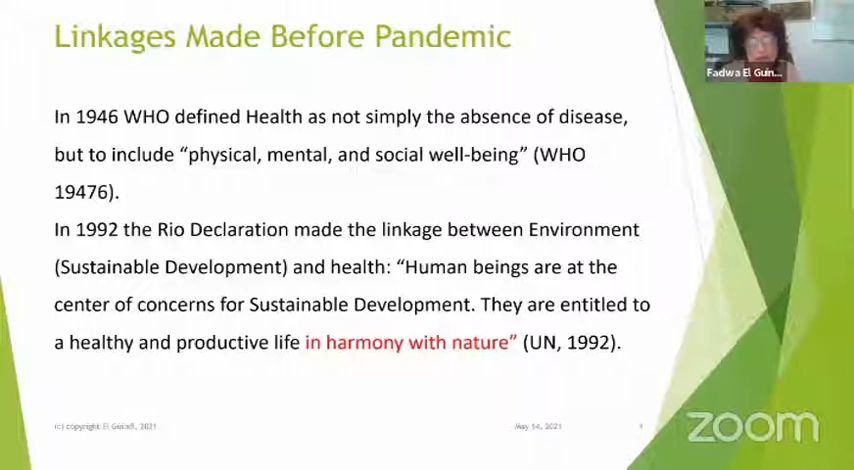 Linkages Made Before Pandemic
Fadwa El Guin...
In 1946 WHO defined Health as not simply the absence of disease,
but to include “physical, mental, and social well-being” (WHO
19476).
In 1992 the Rio Declaration made the linkage between Environment
(Sustainable Development) and health: “Human beings are at the
center of concerns for Sustainable Development. They are entitled to
a healthy and productive life in harmony with nature” (UN, 1992).
(c) copyright El Guindi, 2021
May 14, 2021
zoom